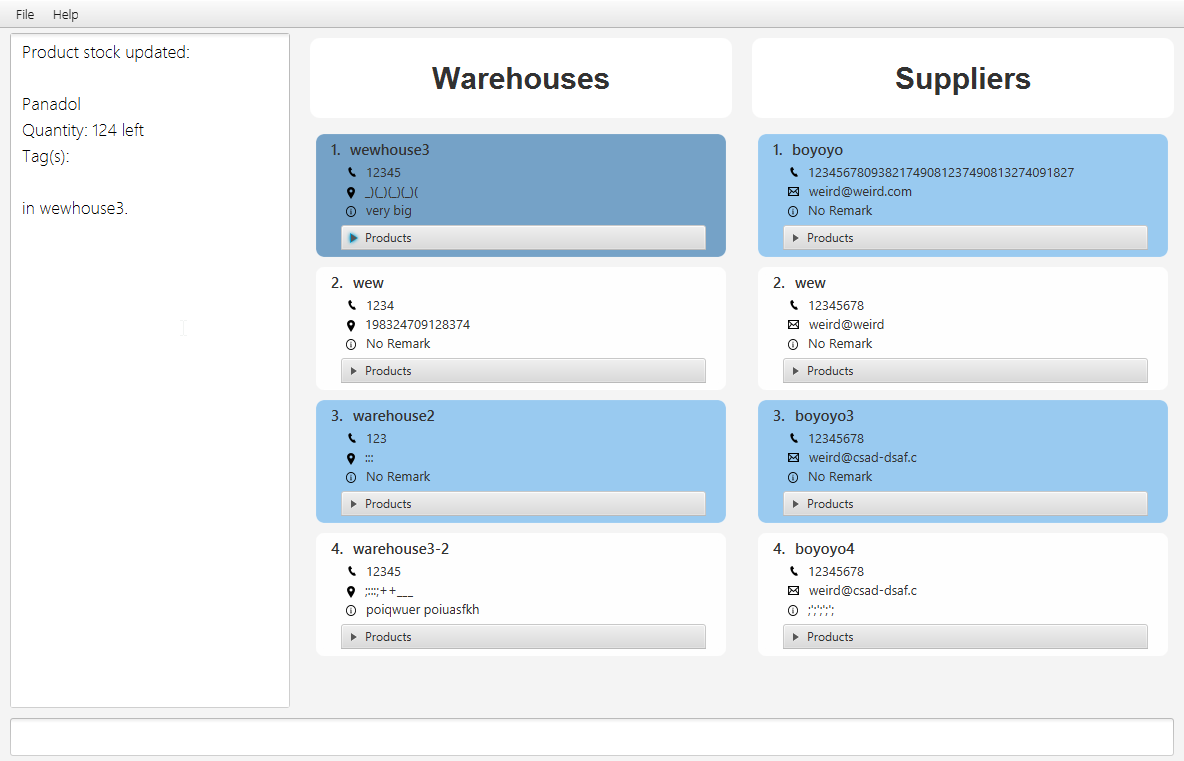 File Help
Product stock updated:
Panadol
Quantity: 124 left
Tag(s):
in wewhouse3.
Warehouses
1. wewhouse3
12345
_)(_)(_)(_)(
very big
Products
2. wew
1234
198324709128374
No Remark
Products
3. warehouse2
123
:::
No Remark
Products
4. warehouse3-2
12345
;:::;++___
poiqwuer poiuasfkh
Products
Suppliers
1. boyoyo
12345678093821749081237490813274091827
weird@weird.com
No Remark
Products
2. wew
12345678
weird@weird
No Remark
Products
3. boyoyo3
12345678
weird@csad-dsaf.c
No Remark
Products
4. boyoyo4
12345678
weird@csad-dsaf.c
;';';';';
Products